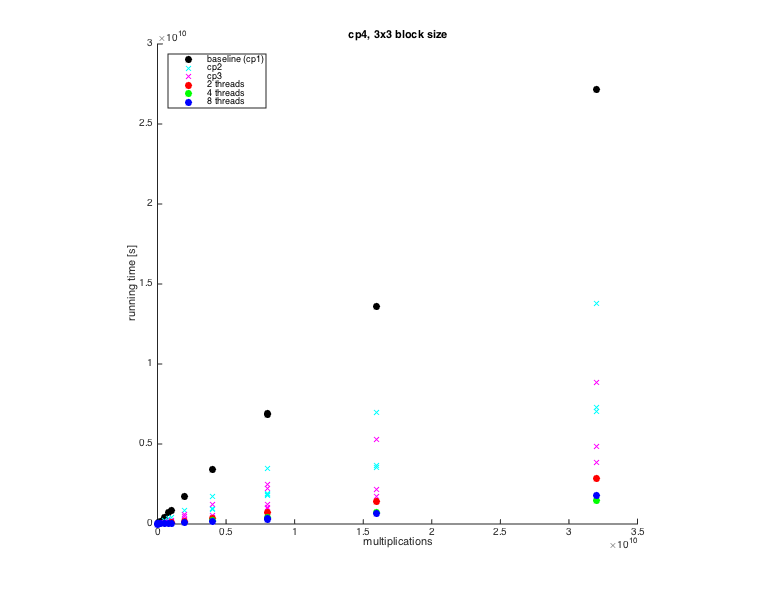 cp4, 3x3 block size
×10^10
3
2.5
2
1.5
1
0.5
0
baseline (cp1)
cp2
cp3
2 threads
4 threads
8 threads
running time [s]
0 0.5 1 1.5 2 2.5 3 3.5
multiplications
×10^10